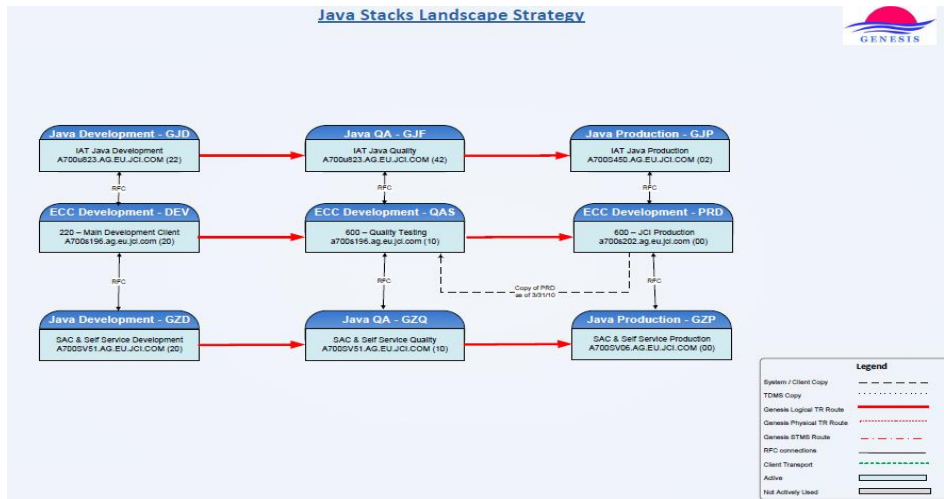 Java Stacks Landscape Strategy
GENESIS
Java Development - GJD
IAT Java Development
A700u823.AG.EU.JCI.COM (22)
Java QA - GJF
IAT Java Quality
A700u823.AG.EU.JCI.COM (42)
Java Production - GJP
IAT Java Production
A700S450.AG.EU.JCI.COM (02)
RFC
RFC
RFC
ECC Development - DEV
220 – Main Development Client
A700s196.ag.eu.jci.com (20)
ECC Development - QAS
600 – Quality Testing
a700s196.ag.eu.jci.com (10)
ECC Development - PRD
600 – JCI Production
a700s202.ag.eu.jci.com (00)
RFC
RFC
RFC
Copy of PRD
as of 3/31/10
Java Development - GZD
SAC & Self Service Development
A700SV51.AG.EU.JCI.COM (20)
Java QA - GZQ
SAC & Self Service Quality
A700SV51.AG.EU.JCI.COM (10)
Java Production - GZP
SAC & Self Service Production
A700SV06.AG.EU.JCI.COM (00)
Legend
System / Client Copy
TDMS Copy
Genesis Logical TR Route
Genesis Physical TR Route
Genesis STMS Route
RFC connections
Client Transport
Active
Not Actively Used